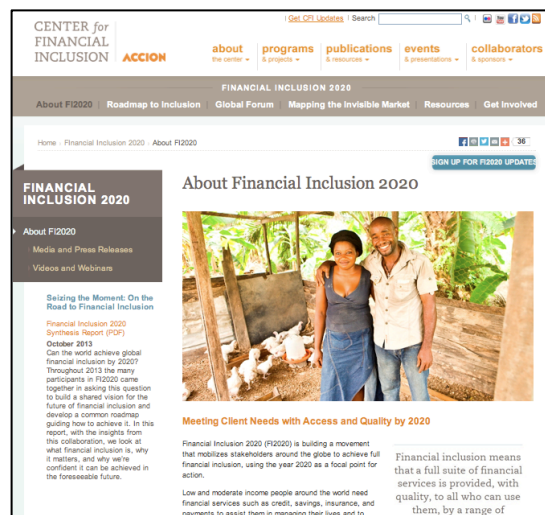 CENTER for
FINANCIAL
INCLUSION
ACCION
Get CFI Updates | Search
about
the center
programs
& projects
publications
& resources
events
& presentations
collaborators
& sponsors
FINANCIAL INCLUSION 2020
About FI2020 | Roadmap to Inclusion | Global Forum | Mapping the Invisible Market | Resources | Get Involved
Home › Financial Inclusion 2020 › About FI2020
36
SIGN UP FOR FI2020 UPDATES
FINANCIAL
INCLUSION 2020
About FI2020
Media and Press Releases
Videos and Webinars
Seizing the Moment: On the
Road to Financial Inclusion
Financial Inclusion 2020
Synthesis Report (PDF)
October 2013
Can the world achieve global
financial inclusion by 2020?
Throughout 2013 the many
participants in FI2020 came
together in asking this question
to build a shared vision for the
future of financial inclusion and
develop a common roadmap
guiding how to achieve it. In this
report, with the insights from
this collaboration, we look at
what financial inclusion is, why
it matters, and why we're
confident it can be achieved in
the foreseeable future.
About Financial Inclusion 2020
Meeting Client Needs with Access and Quality by 2020
Financial Inclusion 2020 (FI2020) is building a movement
that mobilizes stakeholders around the globe to achieve full
financial inclusion, using the year 2020 as a focal point for
action.
Low and moderate income people around the world need
financial services such as credit, savings, insurance, and
payments to assist them in managing their lives and to
Financial inclusion means
that a full suite of financial
services is provided, with
quality, to all who can use
them, by a range of